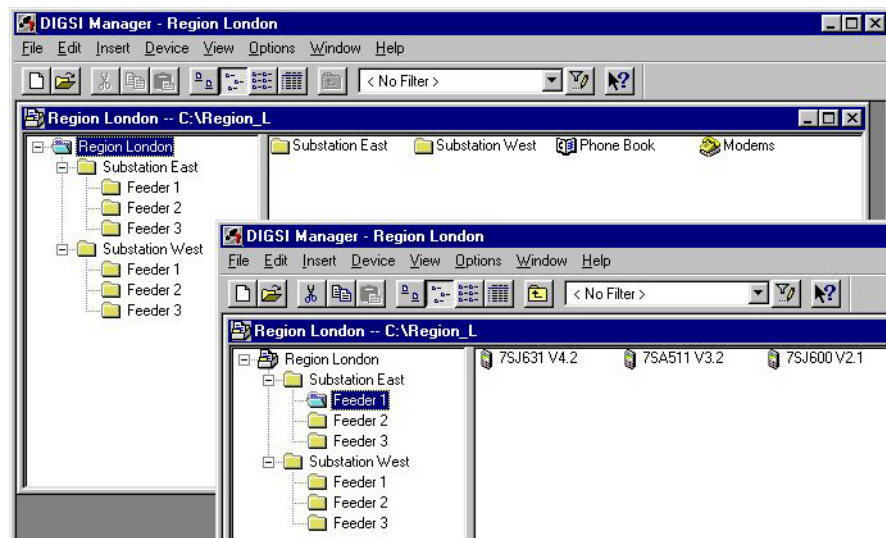 DIGSI Manager - Region London
File Edit Insert Device View Options Window Help
< No Filter >
Region London -- C:\Region_L
Region London
Substation East
Feeder 1
Feeder 2
Feeder 3
Substation West
Feeder 1
Feeder 2
Feeder 3
Substation East Substation West Phone Book Modems
DIGSI Manager - Region London
File Edit Insert Device View Options Window Help
< No Filter >
Region London -- C:\Region_L
Region London
Substation East
Feeder 1
Feeder 2
Feeder 3
Substation West
Feeder 1
Feeder 2
Feeder 3
7SJ631 V4.2 7SA511 V3.2 7SJ600 V2.1